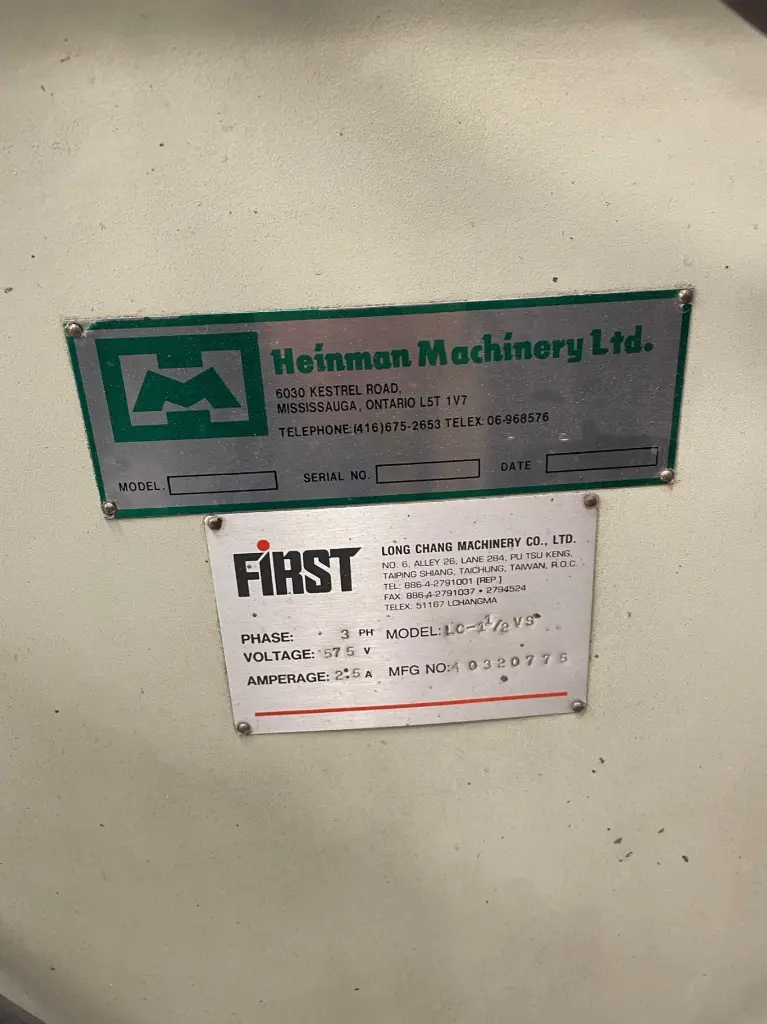 HM
Heinman Machinery Ltd.
6030 KESTREL ROAD,
MISSISSAUGA, ONTARIO L5T 1V7
TELEPHONE:(416)675-2653 TELEX: 06-968576
MODEL. SERIAL NO. DATE
FIRST
LONG CHANG MACHINERY CO., LTD.
NO. 6, ALLEY 26, LANE 284, PU TSU KENG,
TAIPING SHIANG, TAICHUNG, TAIWAN, R.O.C.
TEL: 886-4-2791001 (REP)
FAX: 886-4-2791037 • 2794524
TELEX: 51167 LCHANGMA
PHASE: 3 PH MODEL: LC-1 1/2 VS
VOLTAGE: 575 V
AMPERAGE: 2.5 A MFG NO: 40320775